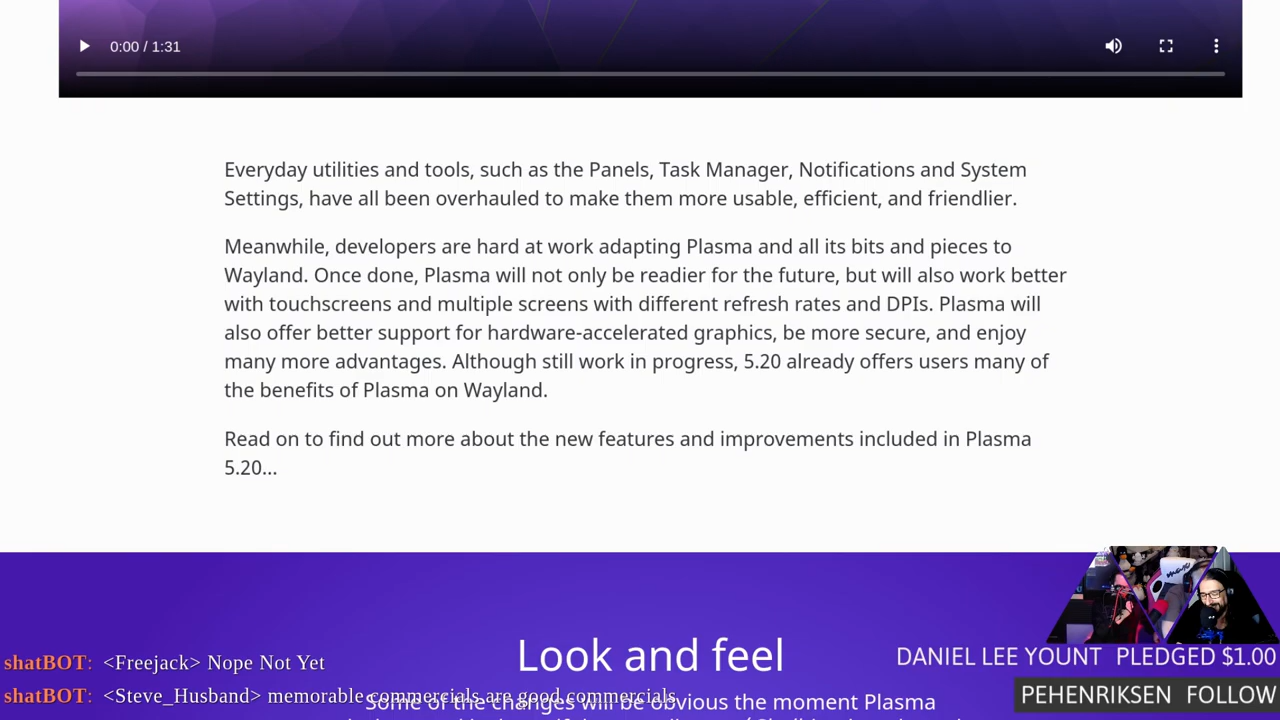 0:00 / 1:31
Everyday utilities and tools, such as the Panels, Task Manager, Notifications and System
Settings, have all been overhauled to make them more usable, efficient, and friendlier.
Meanwhile, developers are hard at work adapting Plasma and all its bits and pieces to
Wayland. Once done, Plasma will not only be readier for the future, but will also work better
with touchscreens and multiple screens with different refresh rates and DPIs. Plasma will
also offer better support for hardware-accelerated graphics, be more secure, and enjoy
many more advantages. Although still work in progress, 5.20 already offers users many of
the benefits of Plasma on Wayland.
Read on to find out more about the new features and improvements included in Plasma
5.20...
Look and feel
Some of the changes will be obvious the moment Plasma
shatBOT: <Freejack> Nope Not Yet
shatBOT: <Steve_Husband> memorable commercials are good commercials
DANIEL LEE YOUNT PLEDGED $1.00
PEHENRIKSEN FOLLOW